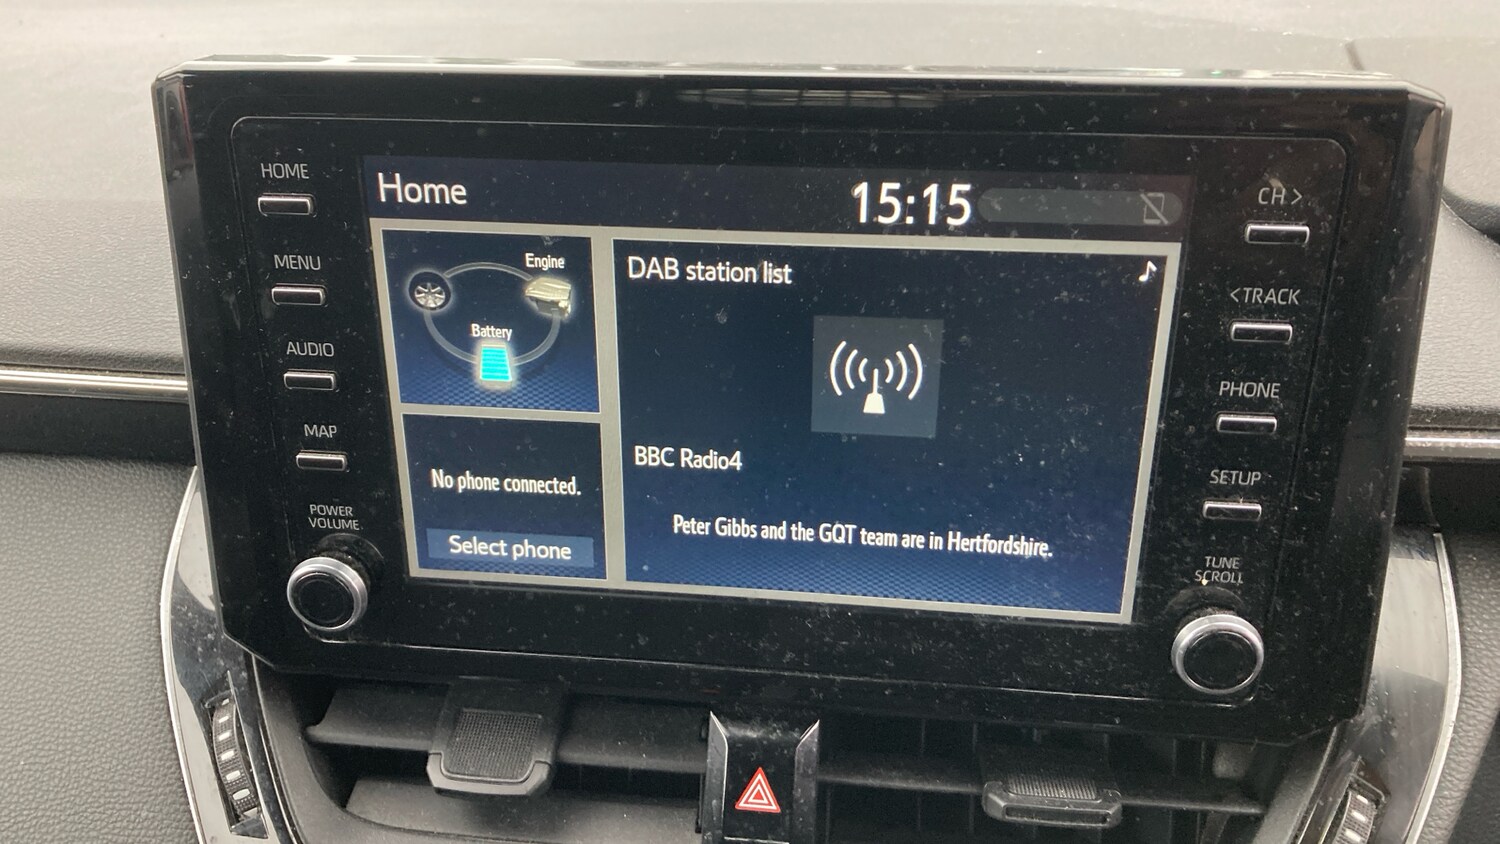 HOME
MENU
AUDIO
MAP
POWER
VOLUME
Home
15:15
Engine
Battery
No phone connected.
Select phone
DAB station list
BBC Radio4
Peter Gibbs and the GQT team are in Hertfordshire.
CH >
<TRACK
PHONE
SETUP
TUNE
SCROLL